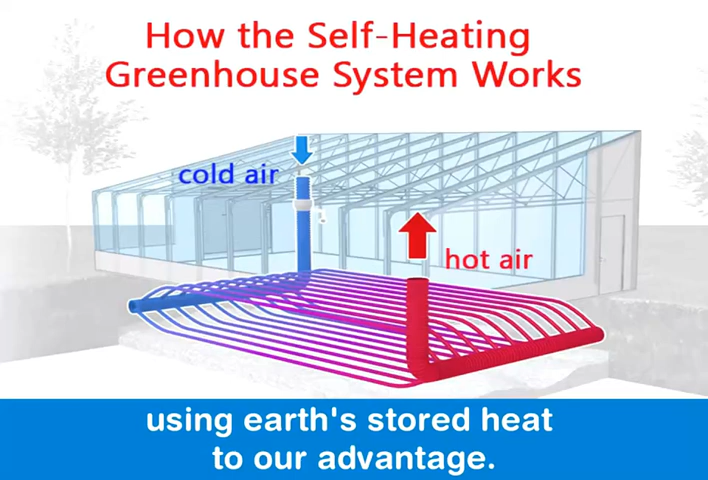 How the Self-Heating
Greenhouse System Works
cold air
hot air
using earth's stored heat
to our advantage.